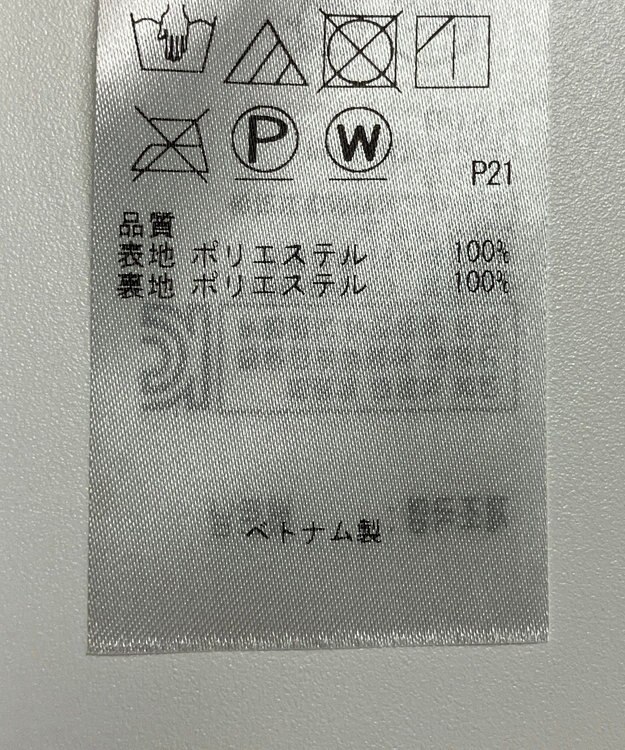 P W
P21
品質
表地 ポリエステル 100%
裏地 ポリエステル 100%
ベトナム製